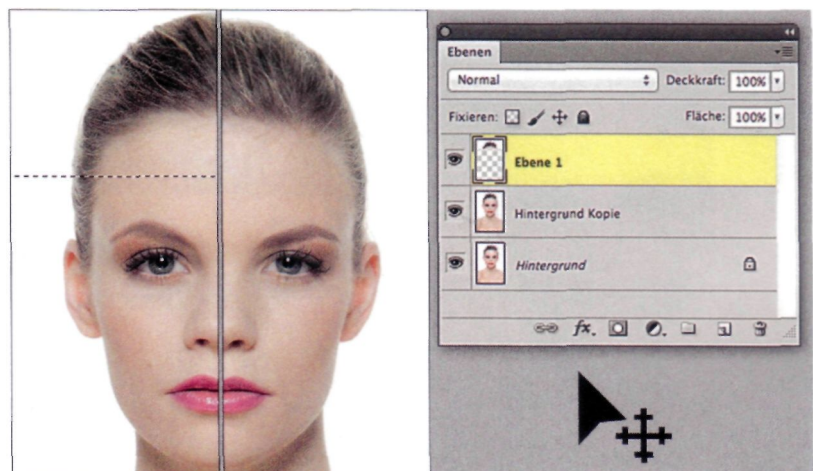 Ebenen
Normal Deckkraft: 100%
Fixieren: Fläche: 100%
Ebene 1
Hintergrund Kopie
Hintergrund
fx.